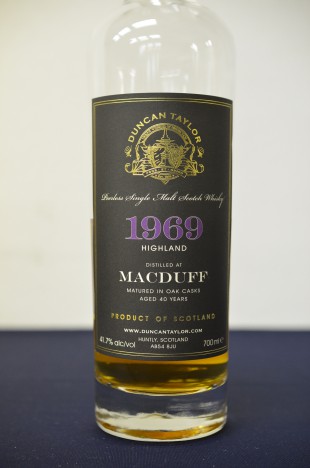 DUNCAN TAYLOR
Peerless Single Malt Scotch Whisky
1969
HIGHLAND
DISTILLED AT
MACDUFF
MATURED IN OAK CASKS
AGED 40 YEARS
PRODUCT OF SCOTLAND
WWW.DUNCANTAYLOR.COM
41.7% alc/vol
HUNTLY, SCOTLAND
AB54 8JU
700ml e